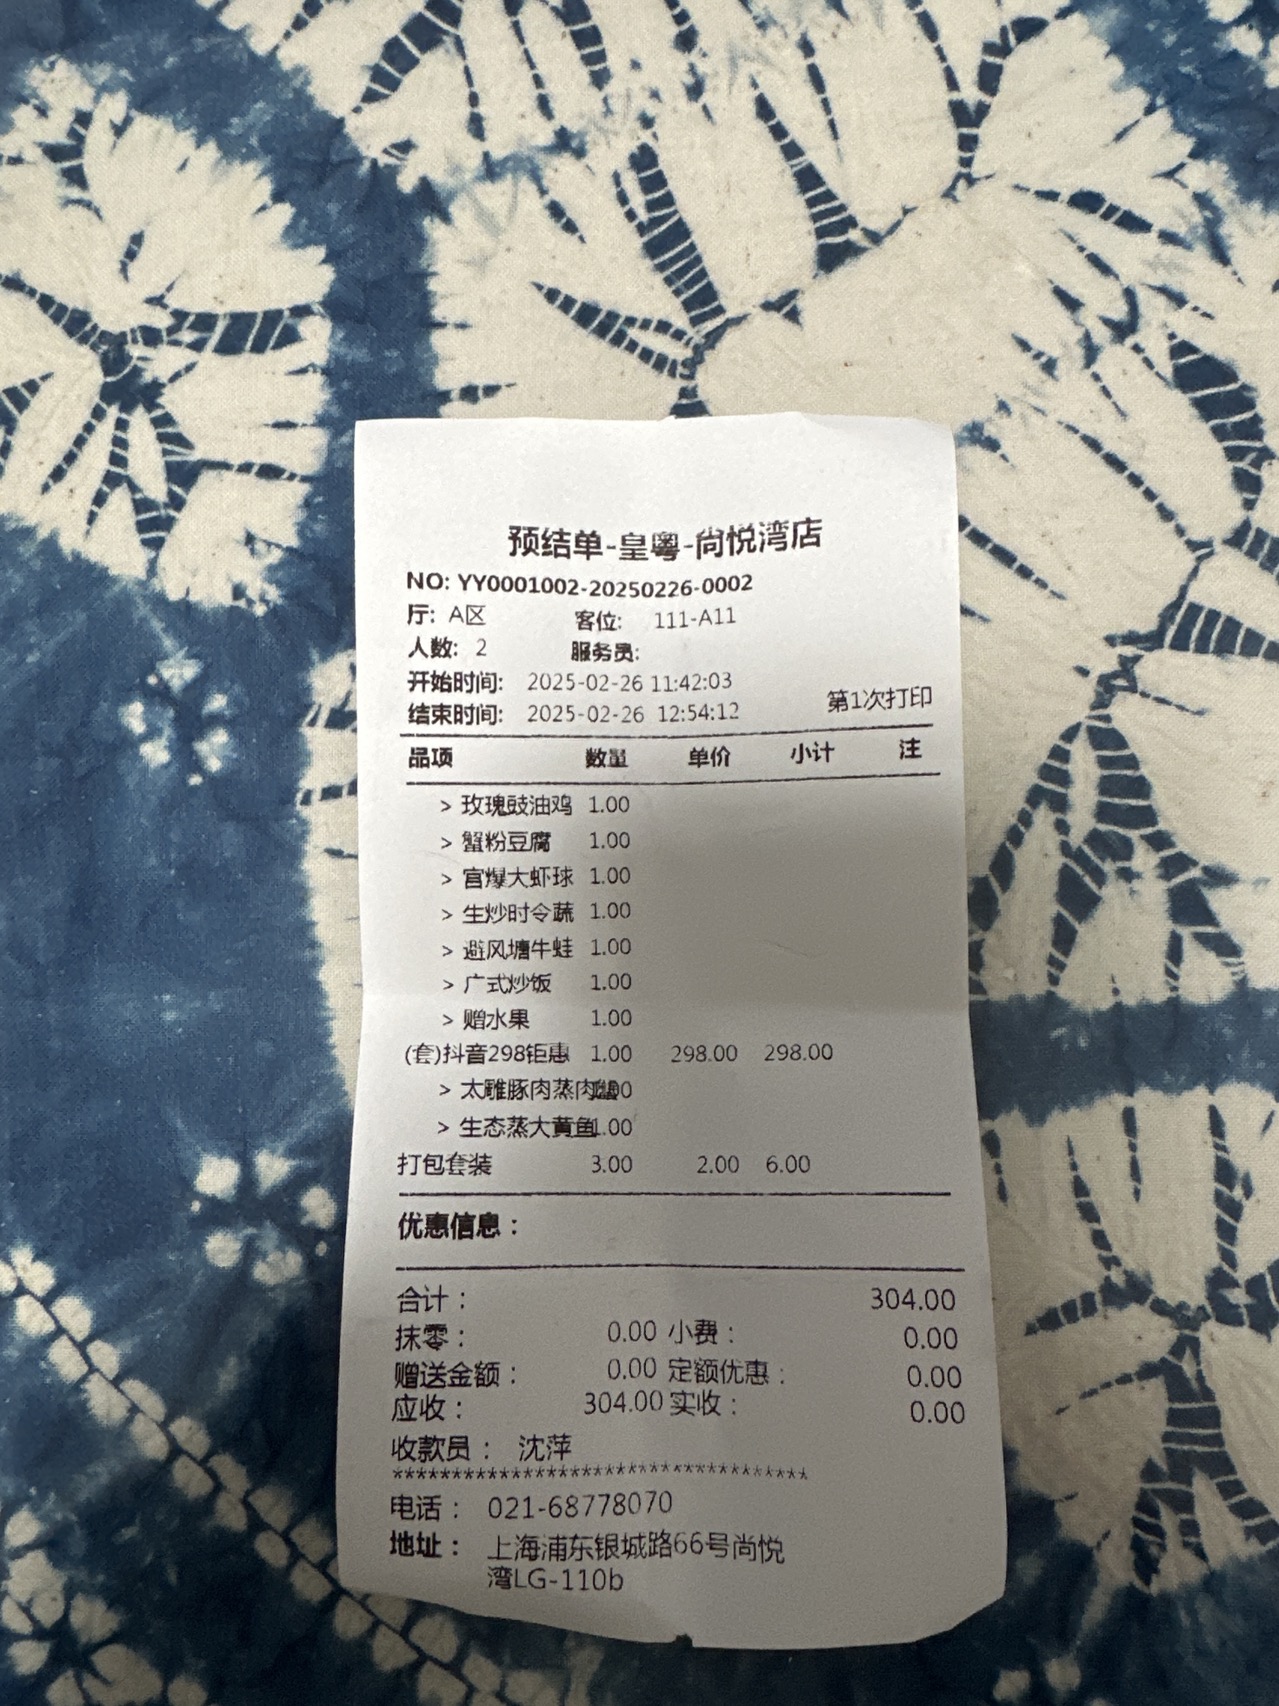 预结单-皇粤-尚悦湾店
NO: YY0001002-20250226-0002
厅: A区 客位: 111-A11
人数: 2 服务员:
开始时间: 2025-02-26 11:42:03
第1次打印
结束时间: 2025-02-26 12:54:12
品项 数量 单价 小计 注
> 玫瑰豉油鸡 1.00
> 蟹粉豆腐 1.00
> 宫爆大虾球 1.00
> 生炒时令蔬 1.00
> 避风塘牛蛙 1.00
> 广式炒饭 1.00
> 赠水果 1.00
(套)抖音298钜惠 1.00 298.00 298.00
> 太雕豚肉蒸肉
> 生态蒸大黄鱼 1.00
打包套装 3.00 2.00 6.00
优惠信息：
合计： 304.00
抹零： 0.00 小费： 0.00
赠送金额： 0.00 定额优惠： 0.00
应收： 304.00 实收： 0.00
收款员： 沈萍
***********************************
电话： 021-68778070
地址： 上海浦东银城路66号尚悦
湾LG-110b